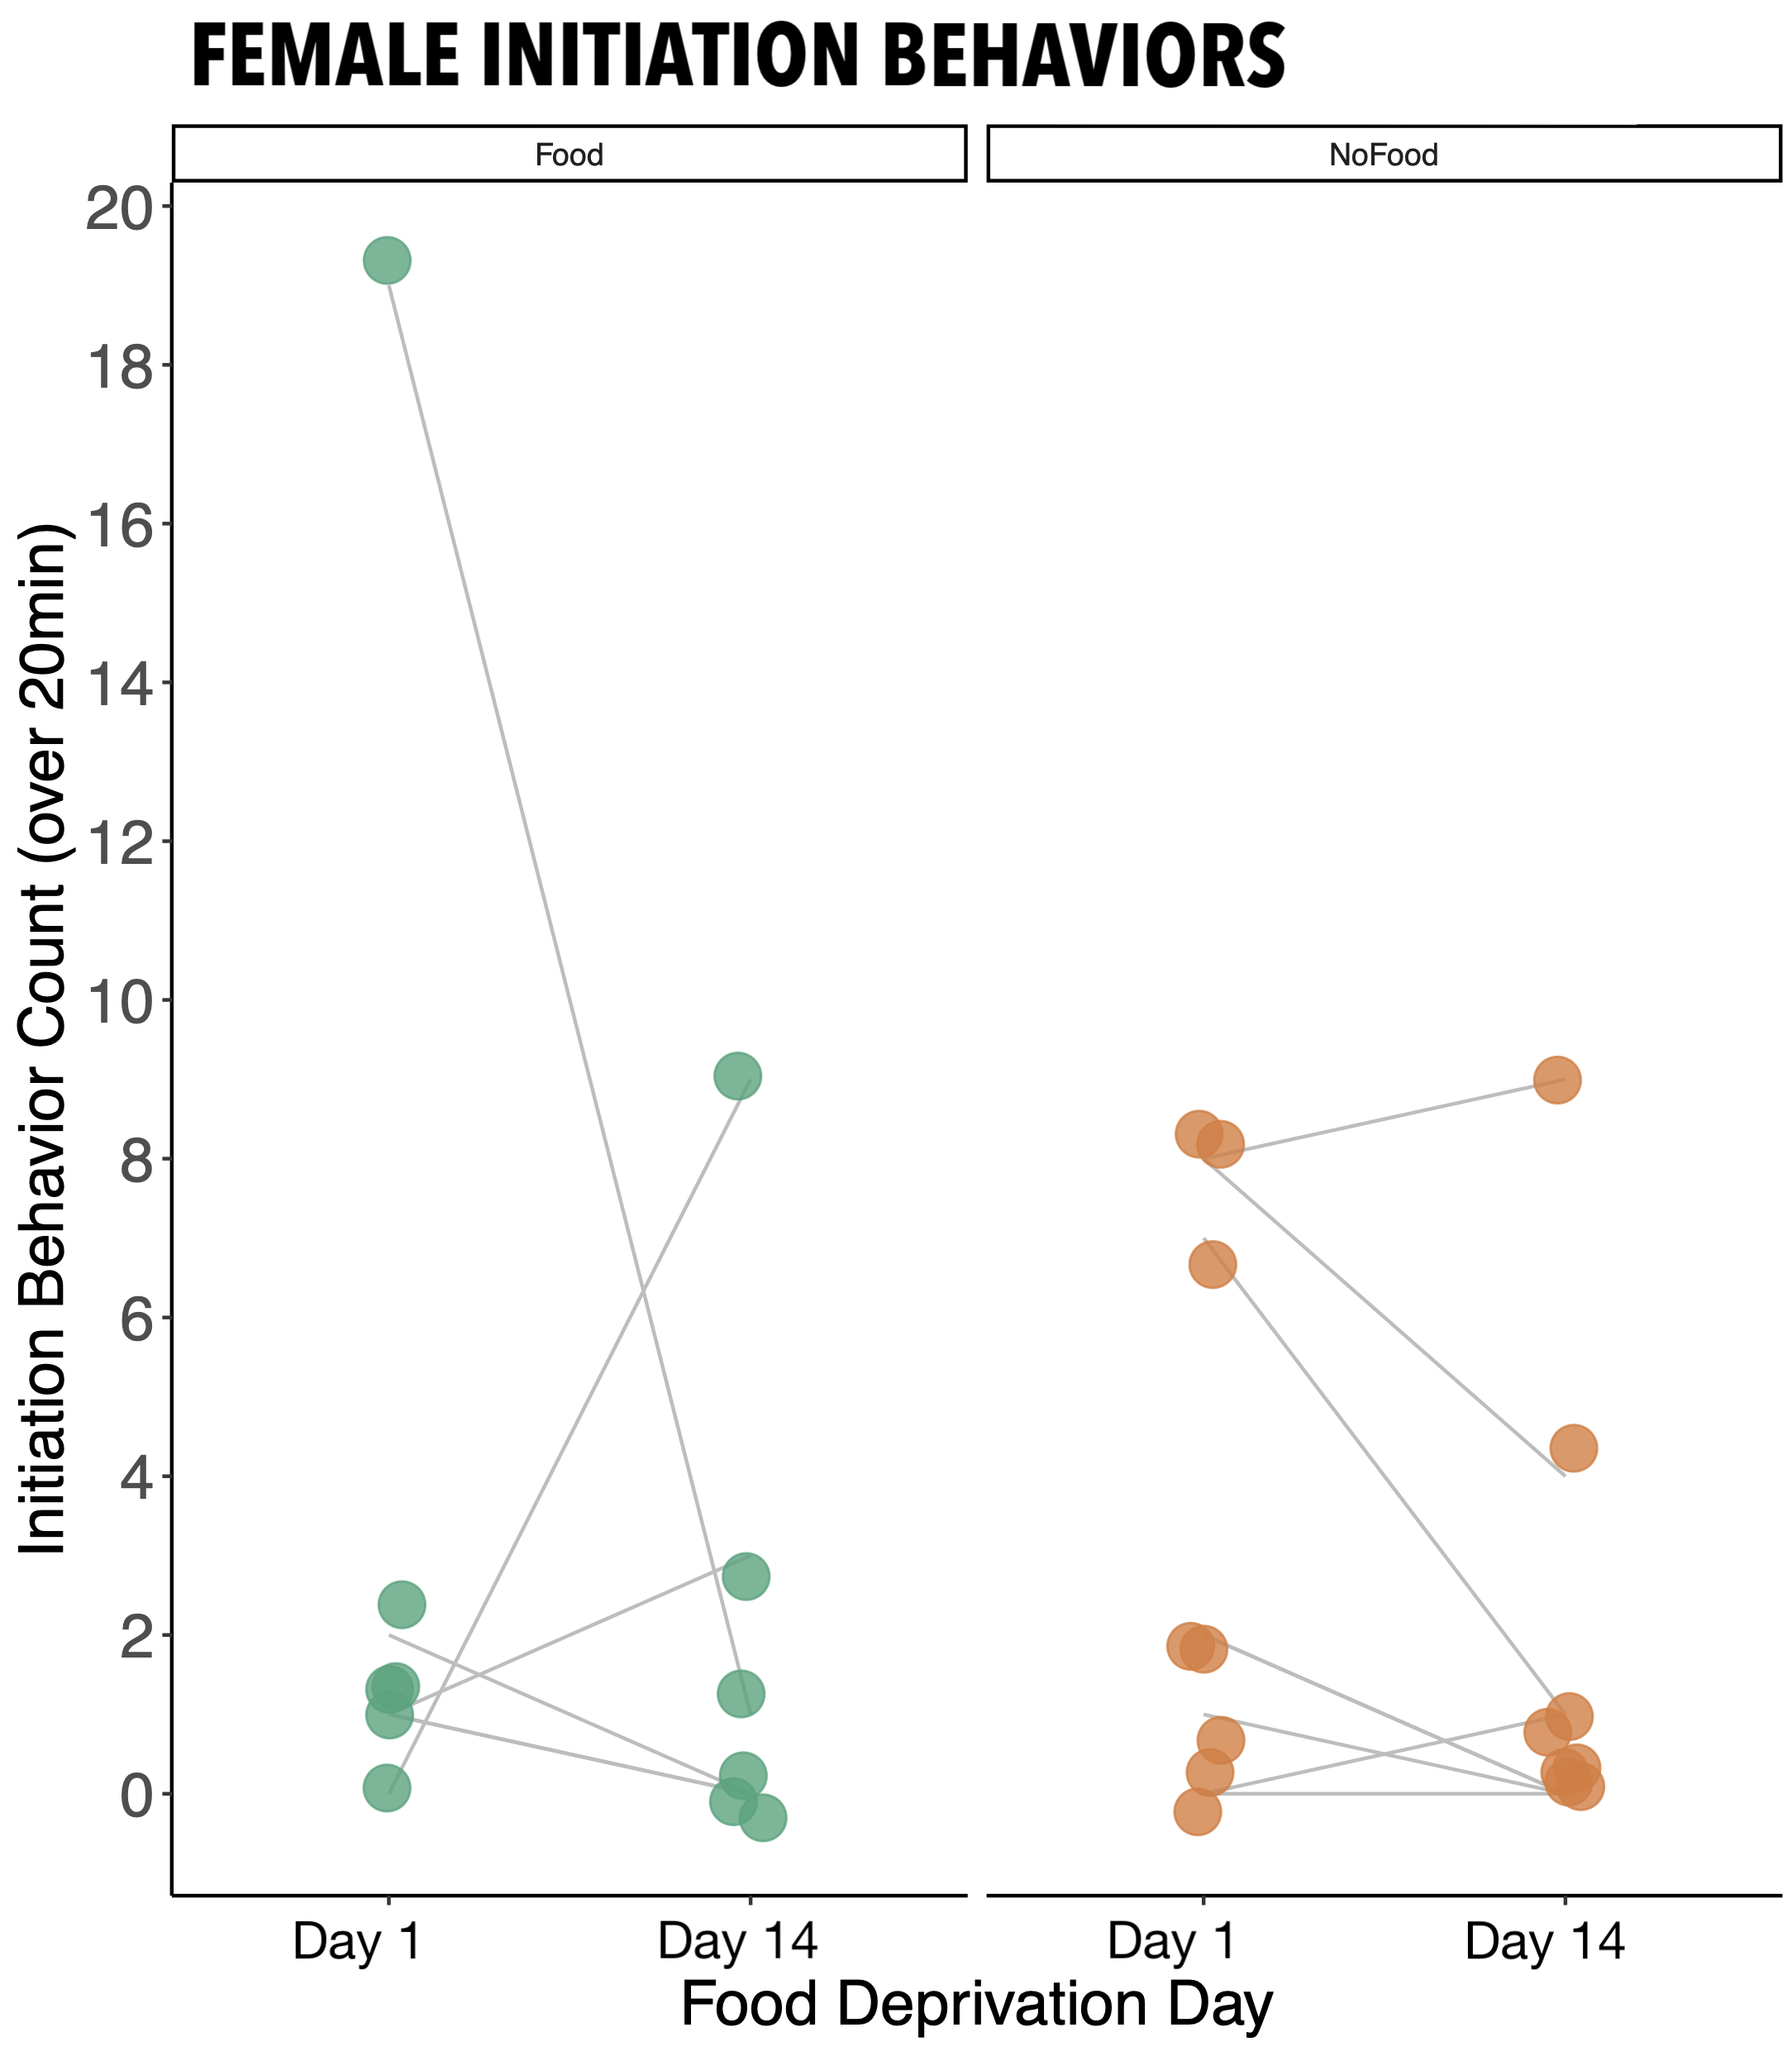 FEMALE INITIATION BEHAVIORS
Food
NoFood
20
18
16
14
12
10
8
6
4
2
0
Initiation Behavior Count (over 20min)
Day 1
Day 14
Day 1
Day 14
Food Deprivation Day